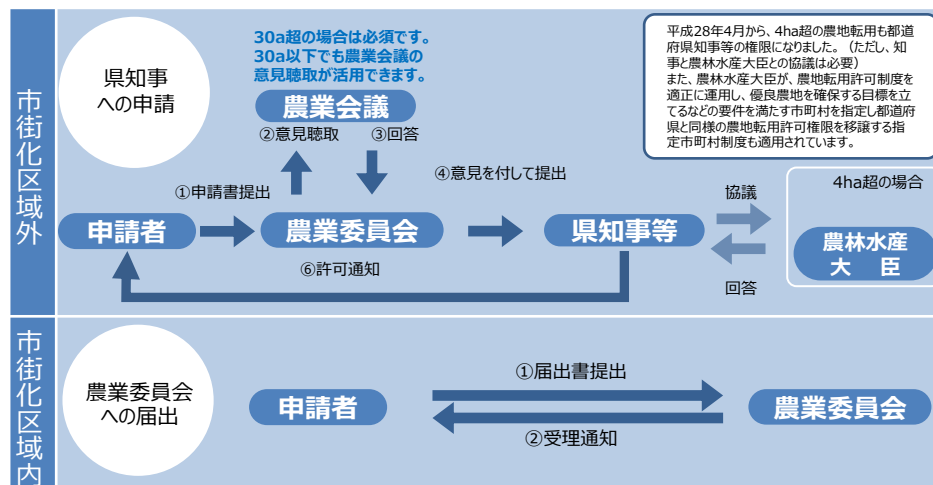 市街化区域外
県知事
への申請
30a超の場合は必須です。
30a以下でも農業会議の
意見聴取が活用できます。
農業会議
②意見聴取
③回答
平成28年4月から、4ha超の農地転用も都道
府県知事等の権限になりました。（ただし、知
事と農林水産大臣との協議は必要）
また、農林水産大臣が、農地転用許可制度を
適正に運用し、優良農地を確保する目標を立
てるなどの要件を満たす市町村を指定し都道府
県と同様の農地転用許可権限を移譲する指
定市町村制度も適用されています。
①申請書提出
④意見を付して提出
申請者
農業委員会
県知事等
協議
回答
4ha超の場合
農林水産
大　臣
⑥許可通知
市街化区域内
農業委員会
への届出
申請者
①届出書提出
②受理通知
農業委員会